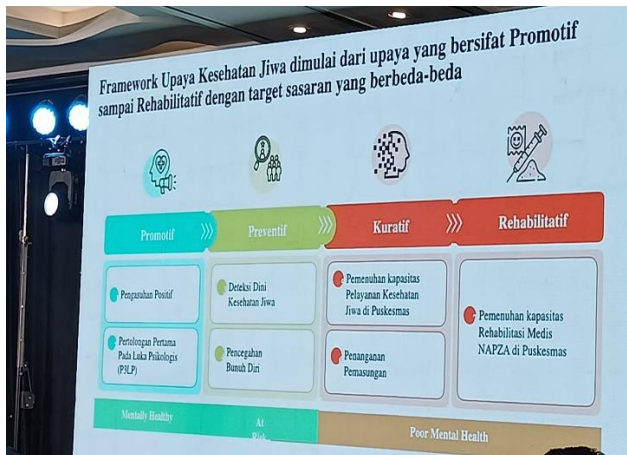 Framework Upaya Kesehatan Jiwa dimulai dari upaya yang bersifat Promotif
sampai Rehabilitatif dengan target sasaran yang berbeda-beda
Promotif
Preventif
Kuratif
Rehabilitatif
Pengasuhan Positif
Pertolongan Pertama
Pada Luka Psikologis
(P3LP)
Deteksi Dini
Kesehatan Jiwa
Pencegahan
Bunuh Diri
Pemenuhan kapasitas
Pelayanan Kesehatan
Jiwa di Puskesmas
Penanganan
Pemasungan
Pemenuhan kapasitas
Rehabilitasi Medis
NAPZA di Puskesmas
Mentally Healthy
At
Risk
Poor Mental Health